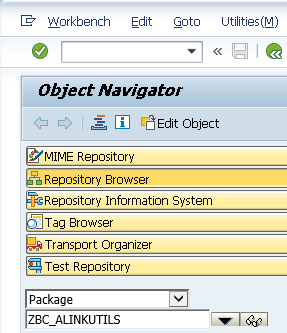 Workbench Edit Goto Utilities(M)
Object Navigator
Edit Object
MIME Repository
Repository Browser
Repository Information System
Tag Browser
Transport Organizer
Test Repository
Package
ZBC_ALINKUTILS